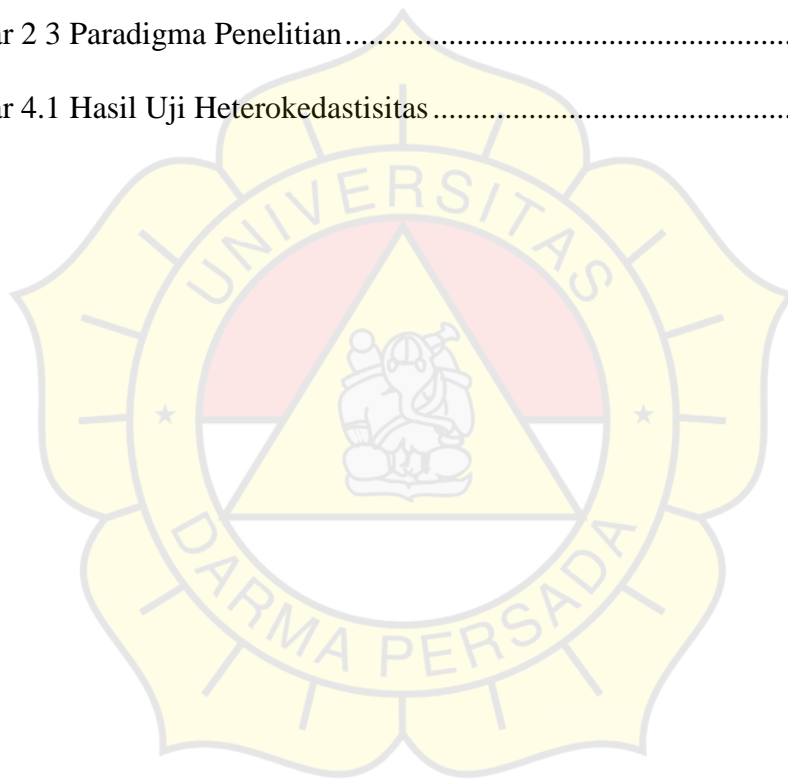 ar 2 3 Paradigma Penelitian........................................................
ar 4.1 Hasil Uji Heterokedastisitas.............................................
UNIVERSITAS
DARMA PERSADA